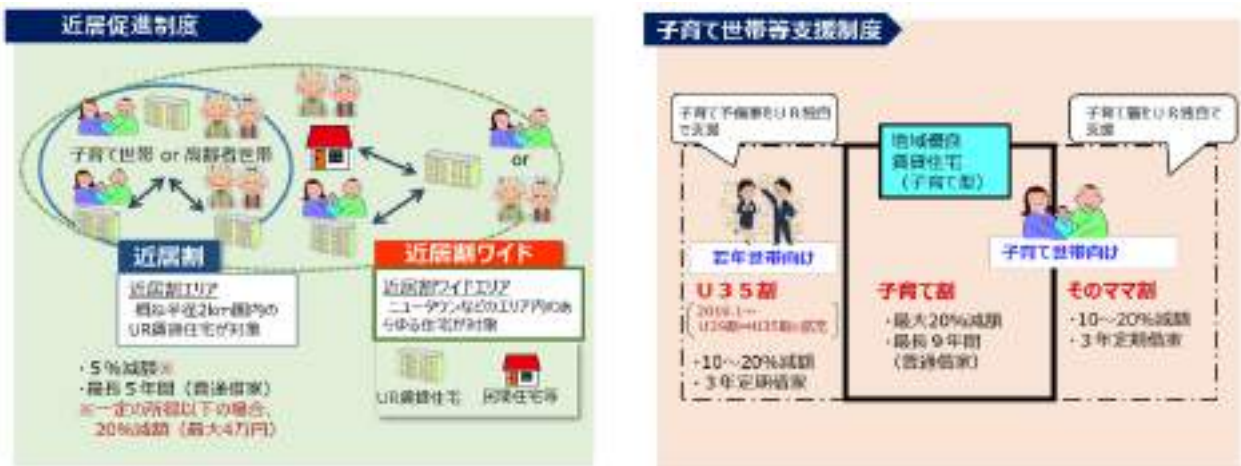 近居促進制度
子育て世帯 or 高齢者世帯
or
近居割
近居割エリア
概ね半径2km圏内の
UR賃貸住宅が対象
近居割ワイド
近居割ワイドエリア
ニュータウンなどのエリア内のあ
らゆる住宅が対象
UR賃貸住宅
民間住宅等
・5%減額※
・最長5年間（普通借家）
※一定の所得以下の場合、
20%減額（最大4万円）
子育て世帯等支援制度
子育て予備軍をUR独自
で支援
地域優良
賃貸住宅
（子育て型）
子育て層をUR独自で
支援
若年世帯向け
子育て世帯向け
U35割
・10～20%減額
・3年定期借家
子育て割
・最大20%減額
・最長9年間
（普通借家）
そのママ割
・10～20%減額
・3年定期借家